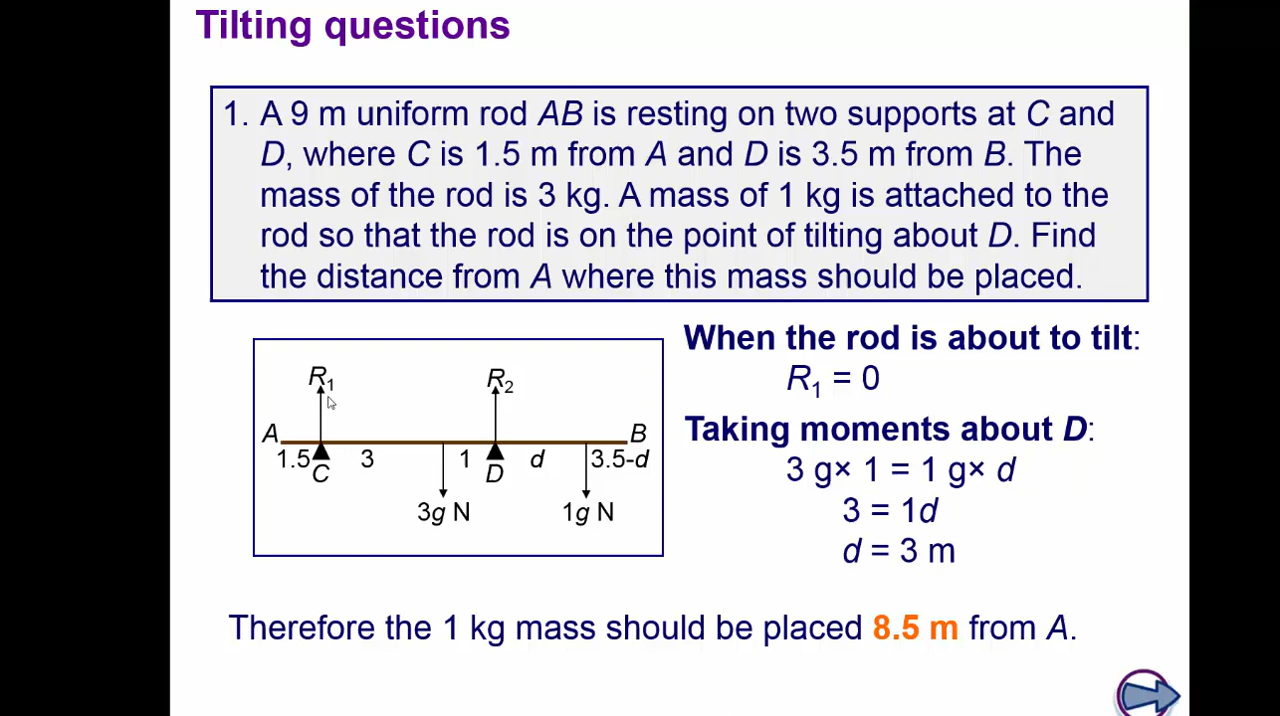 Tilting questions
1. A 9 m uniform rod AB is resting on two supports at C and
D, where C is 1.5 m from A and D is 3.5 m from B. The
mass of the rod is 3 kg. A mass of 1 kg is attached to the
rod so that the rod is on the point of tilting about D. Find
the distance from A where this mass should be placed.
R₁ R₂
A B
1.5 3 1 d 3.5-d
C D
3g N 1g N
When the rod is about to tilt:
R₁ = 0
Taking moments about D:
3 g× 1 = 1 g× d
3 = 1d
d = 3 m
Therefore the 1 kg mass should be placed 8.5 m from A.